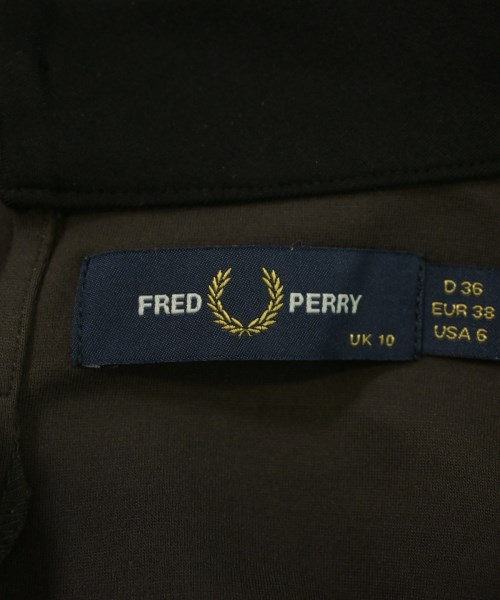 FRED PERRY
UK 10
D 36
EUR 38
USA 6